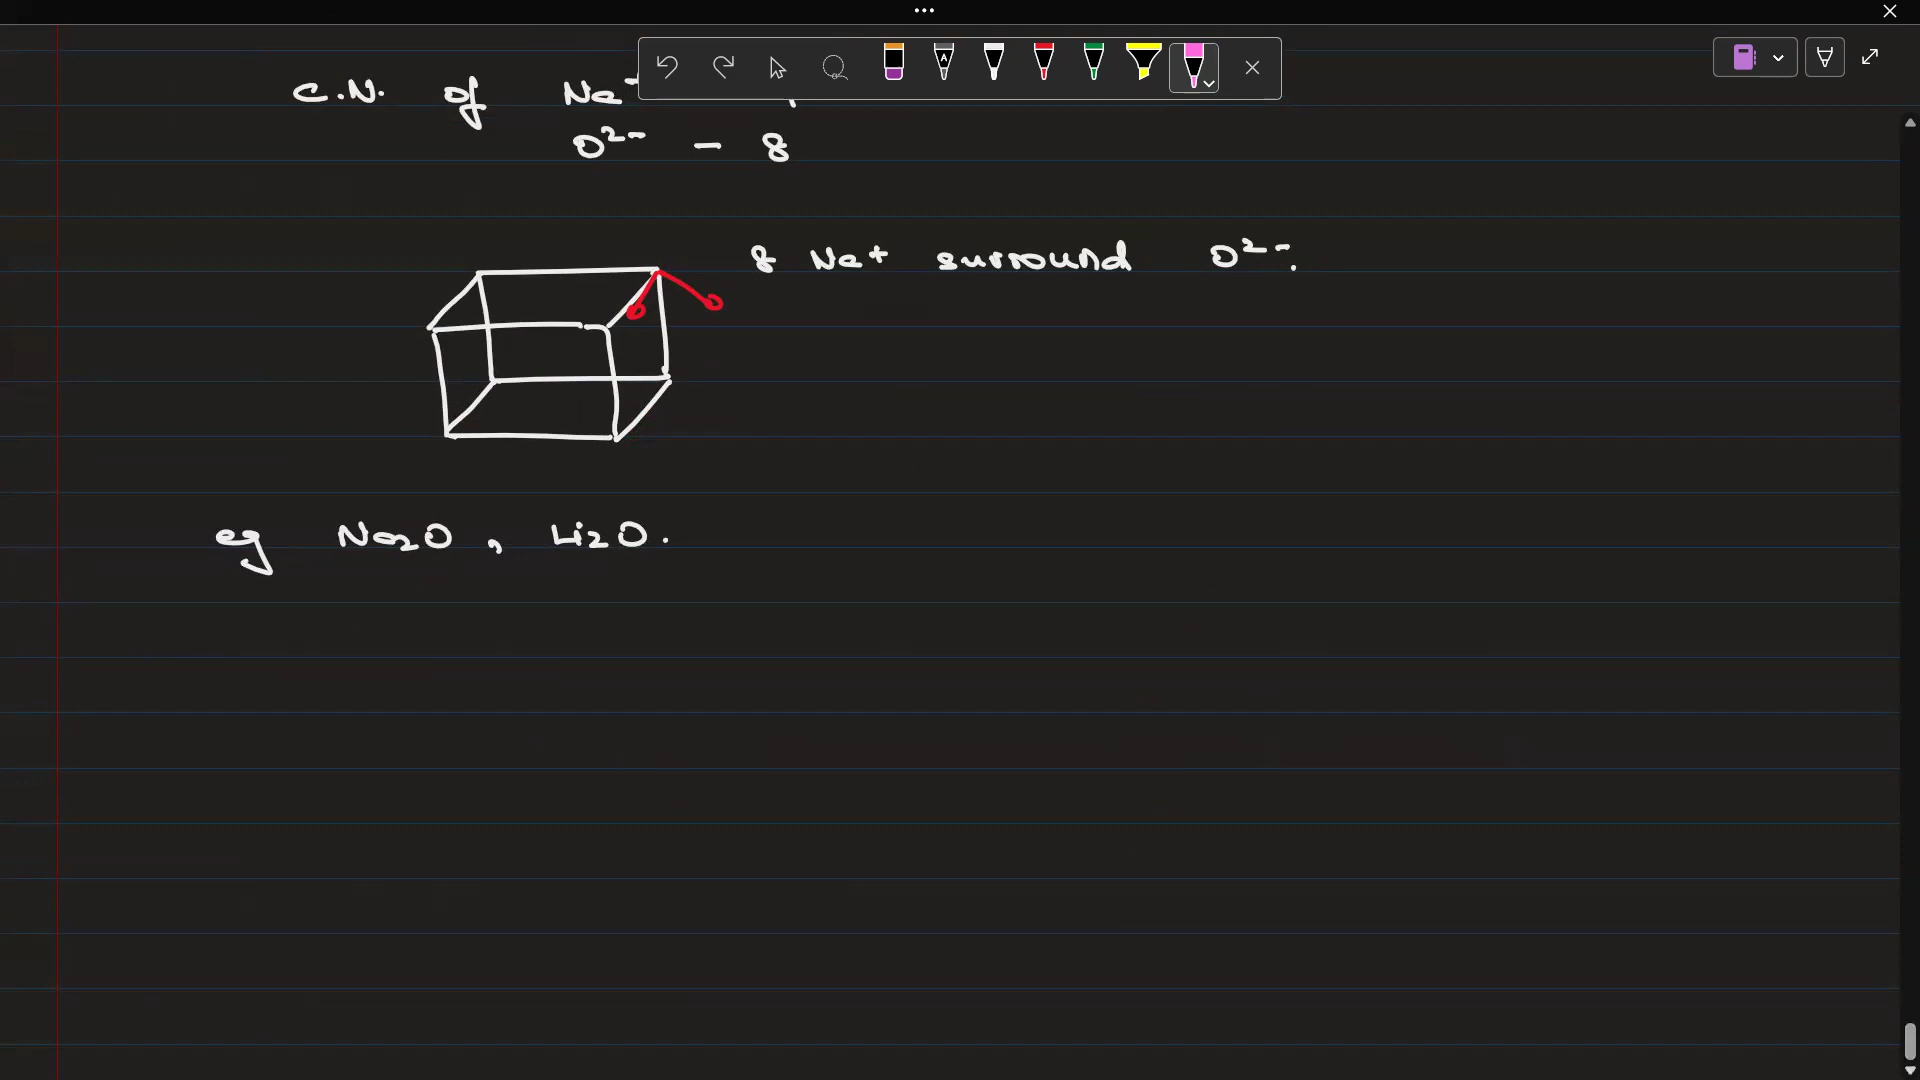 C.N. of Na+
O2- - 8
8 Na+ surround O2-.
eg Na2O, Li2O.